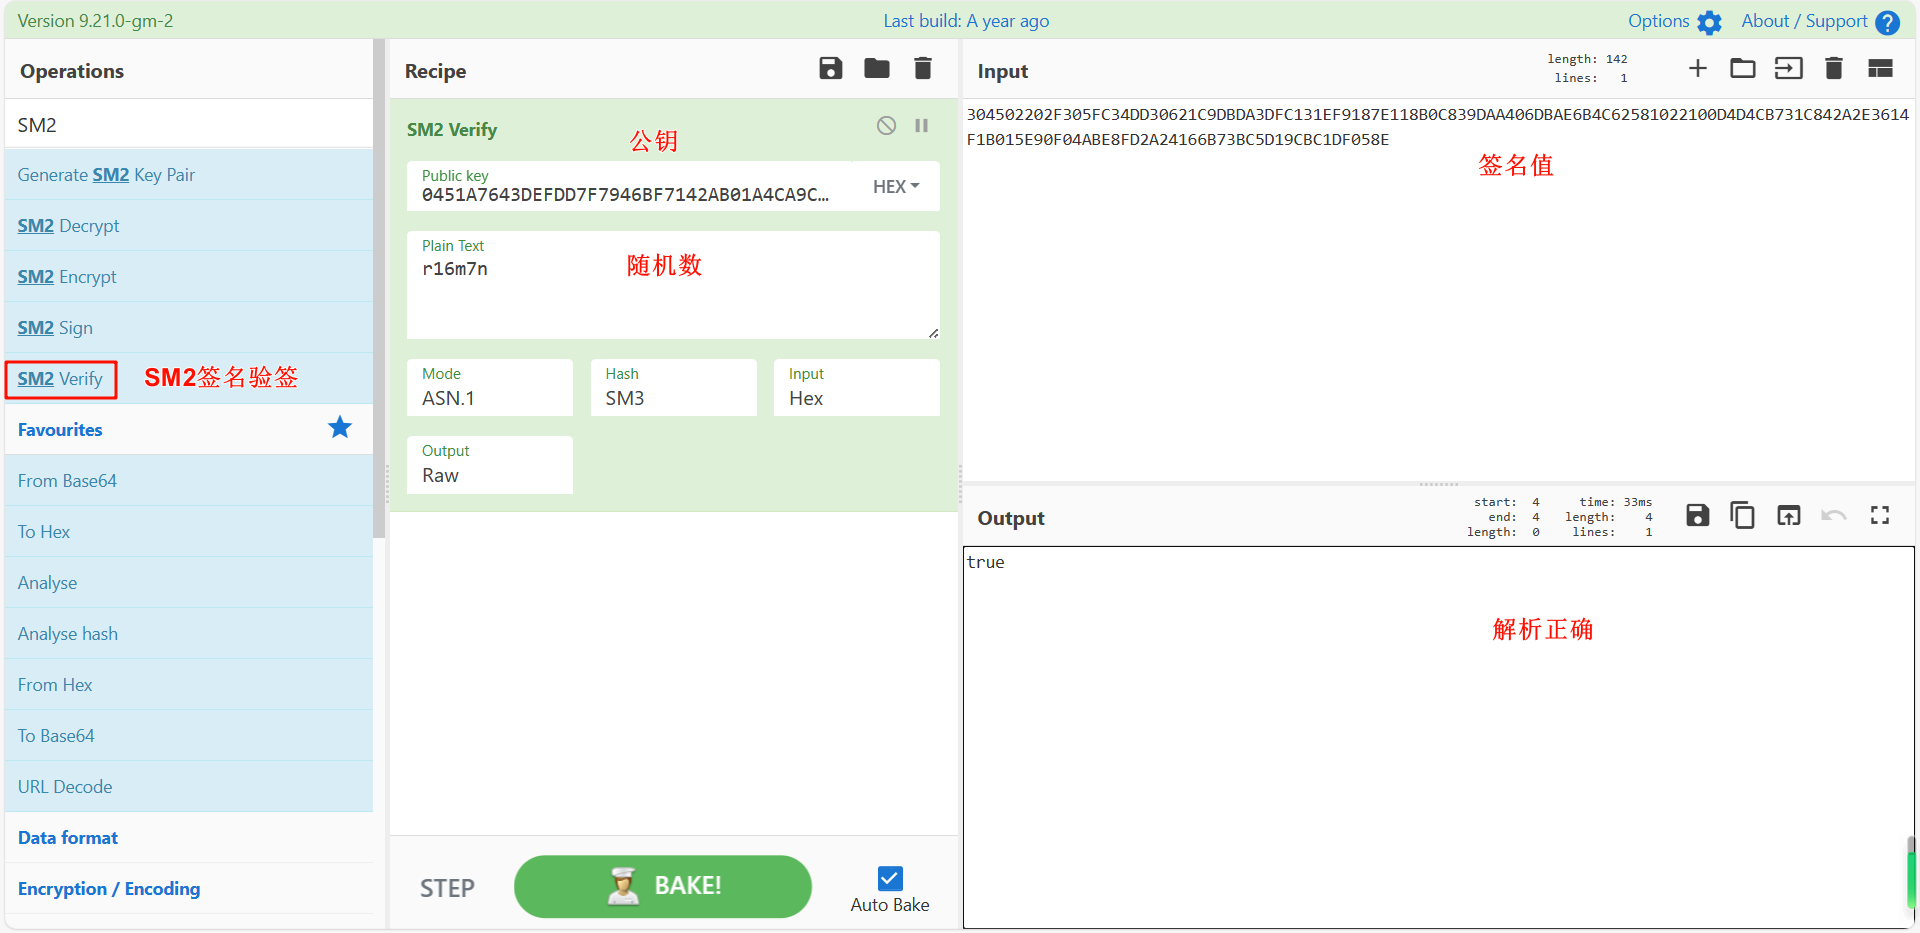 Version 9.21.0-gm-2
Last build: A year ago
Options
About / Support
Operations
SM2
Generate SM2 Key Pair
SM2 Decrypt
SM2 Encrypt
SM2 Sign
SM2 Verify
SM2签名验签
Favourites
From Base64
To Hex
Analyse
Analyse hash
From Hex
To Base64
URL Decode
Data format
Encryption / Encoding
Recipe
SM2 Verify
公钥
Public key
0451A7643DEFDD7F7946BF7142AB01A4CA9C...
HEX
Plain Text
r16m7n
随机数
Mode
ASN.1
Hash
SM3
Input
Hex
Output
Raw
STEP
BAKE!
Auto Bake
Input
length: 142
lines: 1
304502202F305FC34DD30621C9DBDA3DFC131EF9187E118B0C839DAA406DBAE6B4C62581022100D4D4CB731C842A2E3614
F1B015E90F04ABE8FD2A24166B73BC5D19CBC1DF058E
签名值
Output
start: 4
end: 4
length: 0
time: 33ms
length: 4
lines: 1
true
解析正确